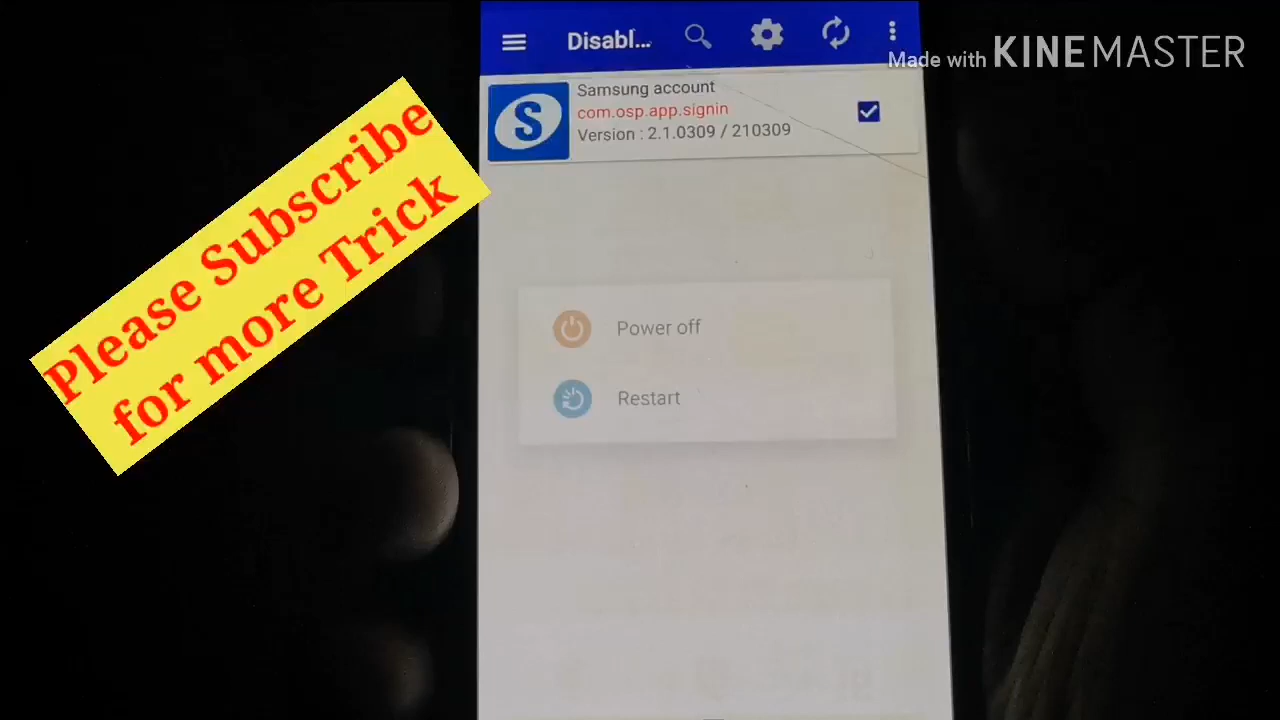 Disabl...
Made with KINEMASTER
Samsung account
com.osp.app.signin
Version : 2.1.0309 / 210309
Please Subscribe
for more Trick
Power off
Restart